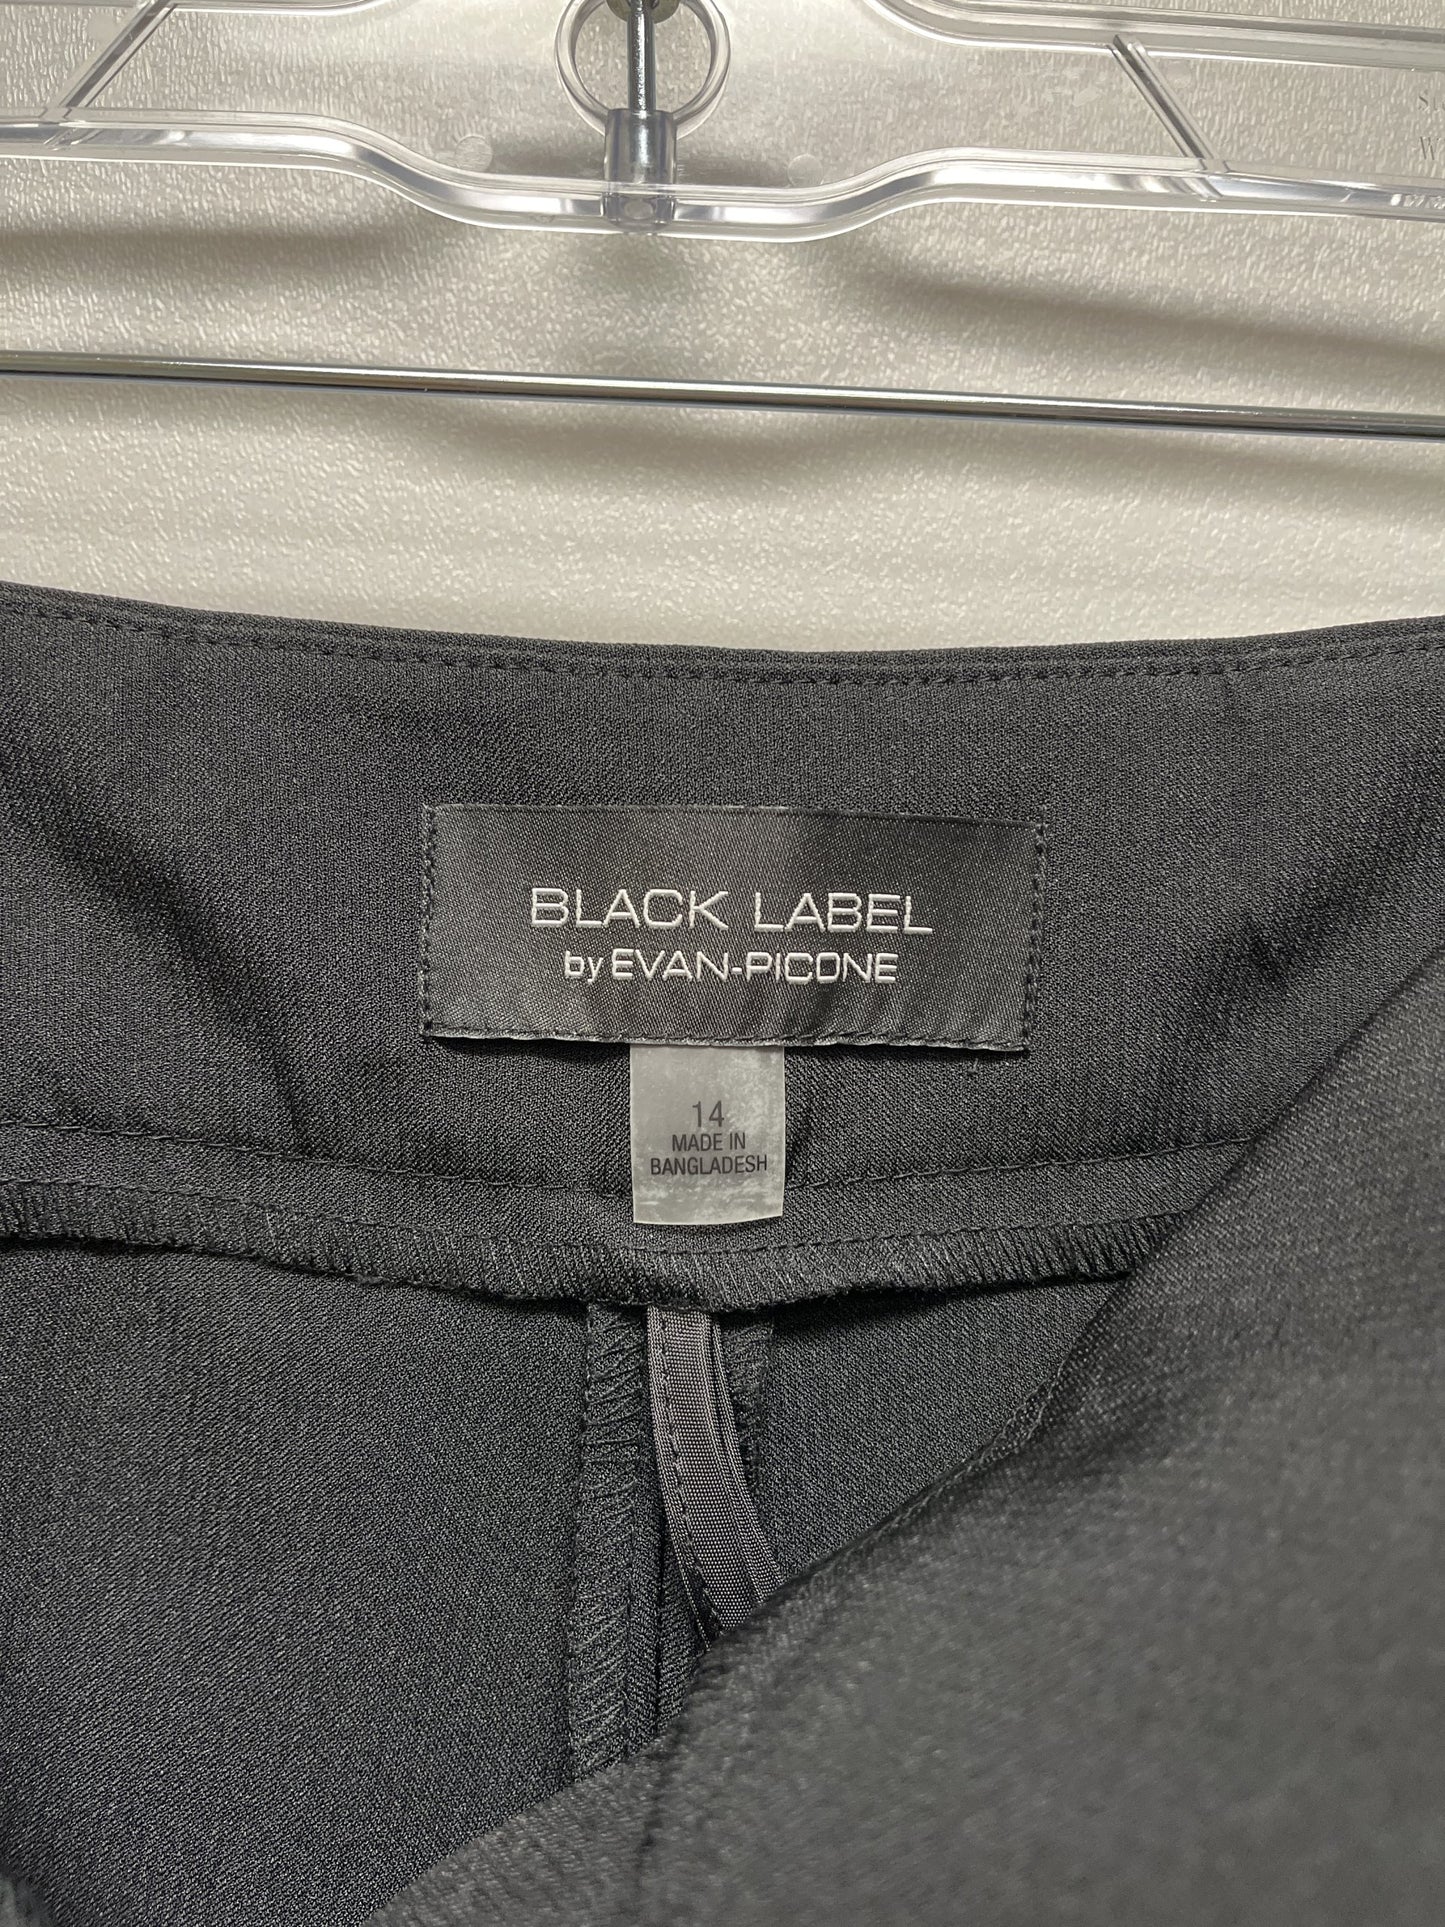 BLACK LABEL
by EVAN-PICONE
14
MADE IN
BANGLADESH